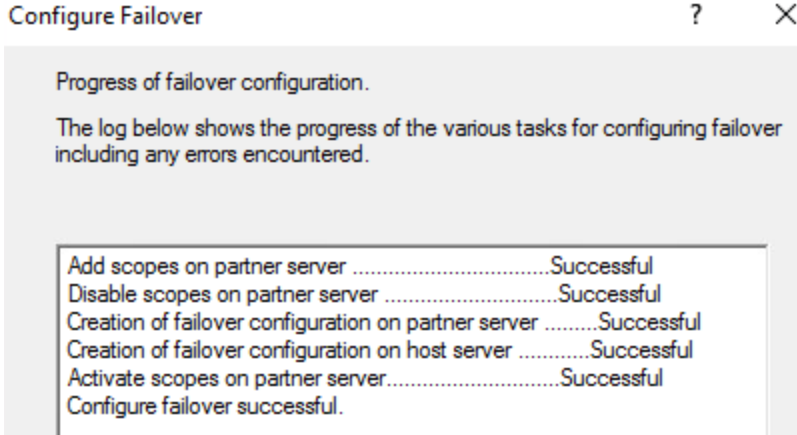 Configure Failover ? ✕
Progress of failover configuration.
The log below shows the progress of the various tasks for configuring failover
including any errors encountered.
Add scopes on partner server .................................Successful
Disable scopes on partner server .............................Successful
Creation of failover configuration on partner server .........Successful
Creation of failover configuration on host server ............Successful
Activate scopes on partner server.............................Successful
Configure failover successful.